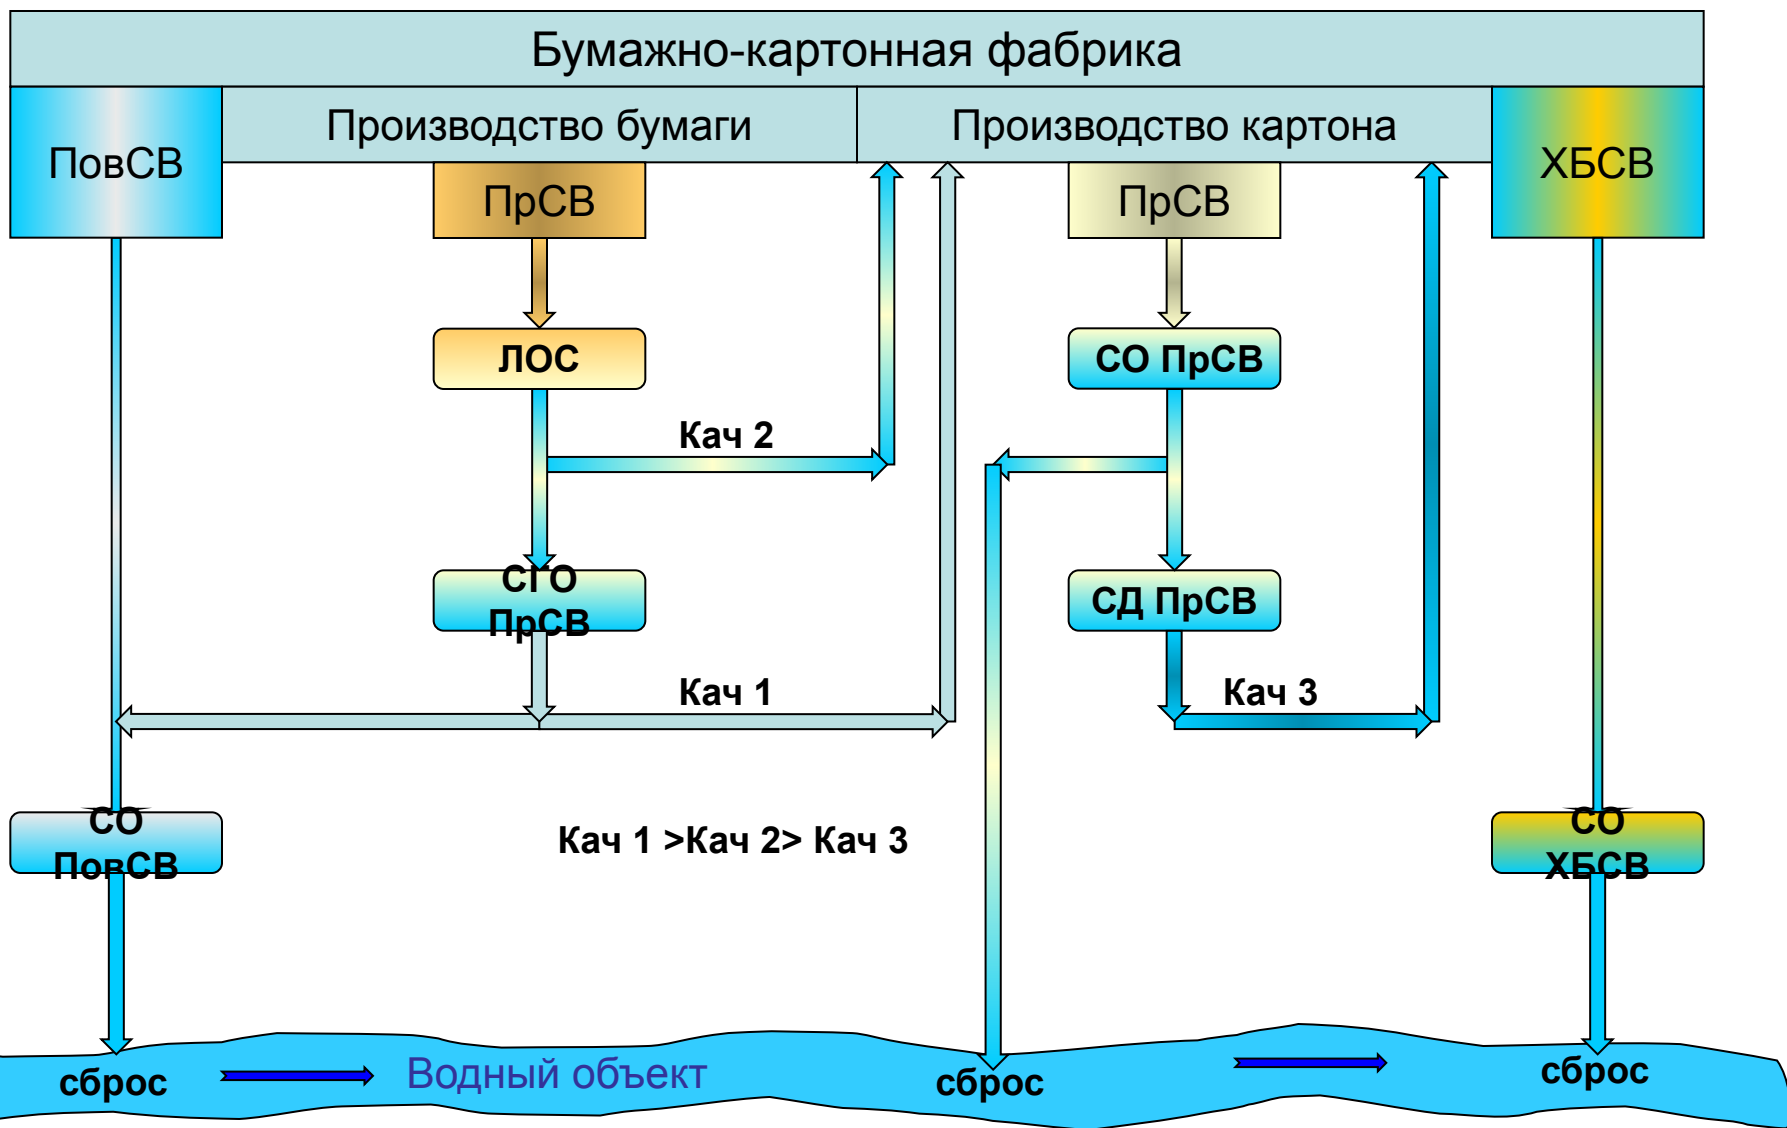 Бумажно-картонная фабрика
ПовСВ
Производство бумаги
Производство картона
ХБСВ
ПрСВ
ПрСВ
ЛОС
СО ПрСВ
Кач 2
СГО
ПрСВ
СД ПрСВ
Кач 1
Кач 3
СО
ПовСВ
Кач 1 >Кач 2> Кач 3
СО
ХБСВ
сброс
Водный объект
сброс
сброс